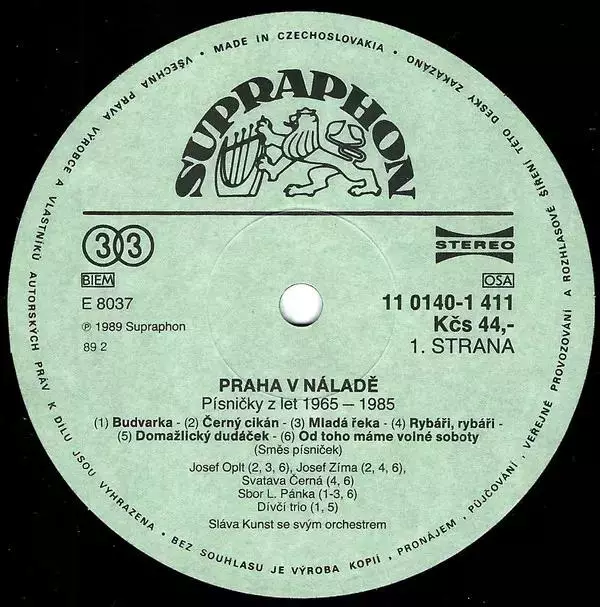 • MADE IN CZECHOSLOVAKIA •
VŠECHNA PRÁVA VÝROBCE A VLASTNÍKŮ AUTORSKÝCH PRÁV K DÍLU JSOU VYHRAZENA • BEZ SOUHLASU JE VÝROBA KOPIÍ, PRONÁJEM, PŮJČOVÁNÍ, VEŘEJNÉ PROVOZOVÁNÍ A ROZHLASOVÉ ŠÍŘENÍ TÉTO DESKY ZAKÁZÁNO
SUPRAPHON
33
STEREO
BIEM
OSA
E 8037
11 0140-1 411
℗ 1989 Supraphon
Kčs 44,-
89 2
1. STRANA
PRAHA V NÁLADĚ
Písničky z let 1965 – 1985
(1) Budvarka - (2) Černý cikán - (3) Mladá řeka - (4) Rybáři, rybáři -
(5) Domažlický dudáček - (6) Od toho máme volné soboty
(Směs písniček)
Josef Oplt (2, 3, 6), Josef Zíma (2, 4, 6),
Svatava Černá (4, 6)
Sbor L. Pánka (1-3, 6)
Dívčí trio (1, 5)
Sláva Kunst se svým orchestrem